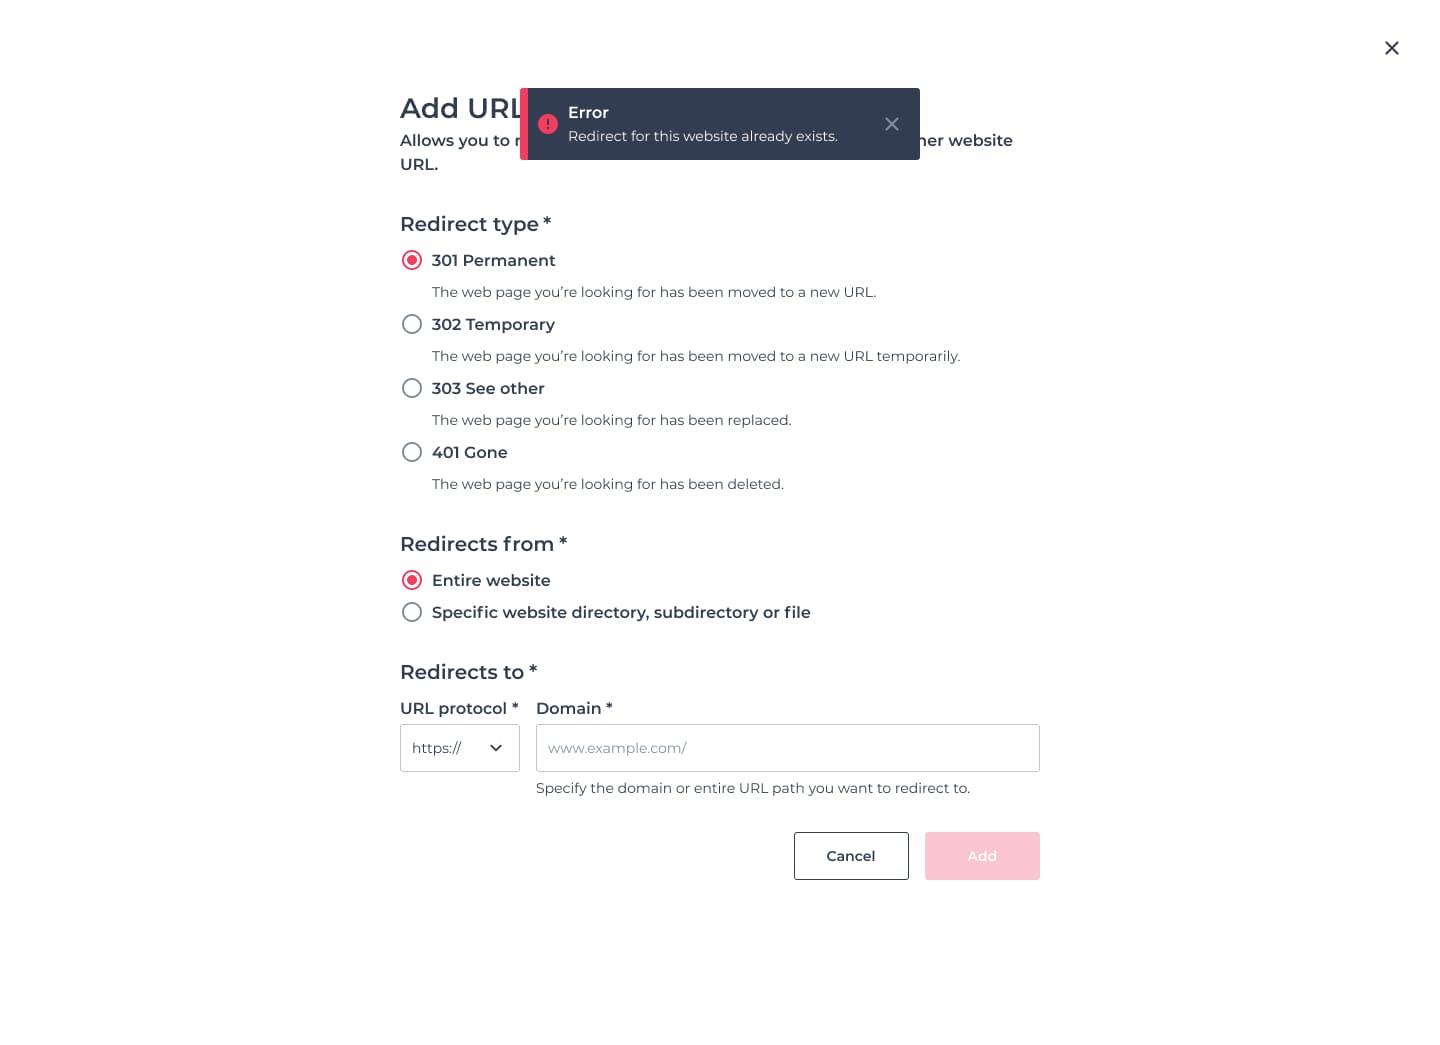 Add URL
Error
Redirect for this website already exists.
Allows you to
website
URL.
Redirect type *
301 Permanent
The web page you’re looking for has been moved to a new URL.
302 Temporary
The web page you’re looking for has been moved to a new URL temporarily.
303 See other
The web page you’re looking for has been replaced.
401 Gone
The web page you’re looking for has been deleted.
Redirects from *
Entire website
Specific website directory, subdirectory or file
Redirects to *
URL protocol * Domain *
https:// www.example.com/
Specify the domain or entire URL path you want to redirect to.
Cancel Add